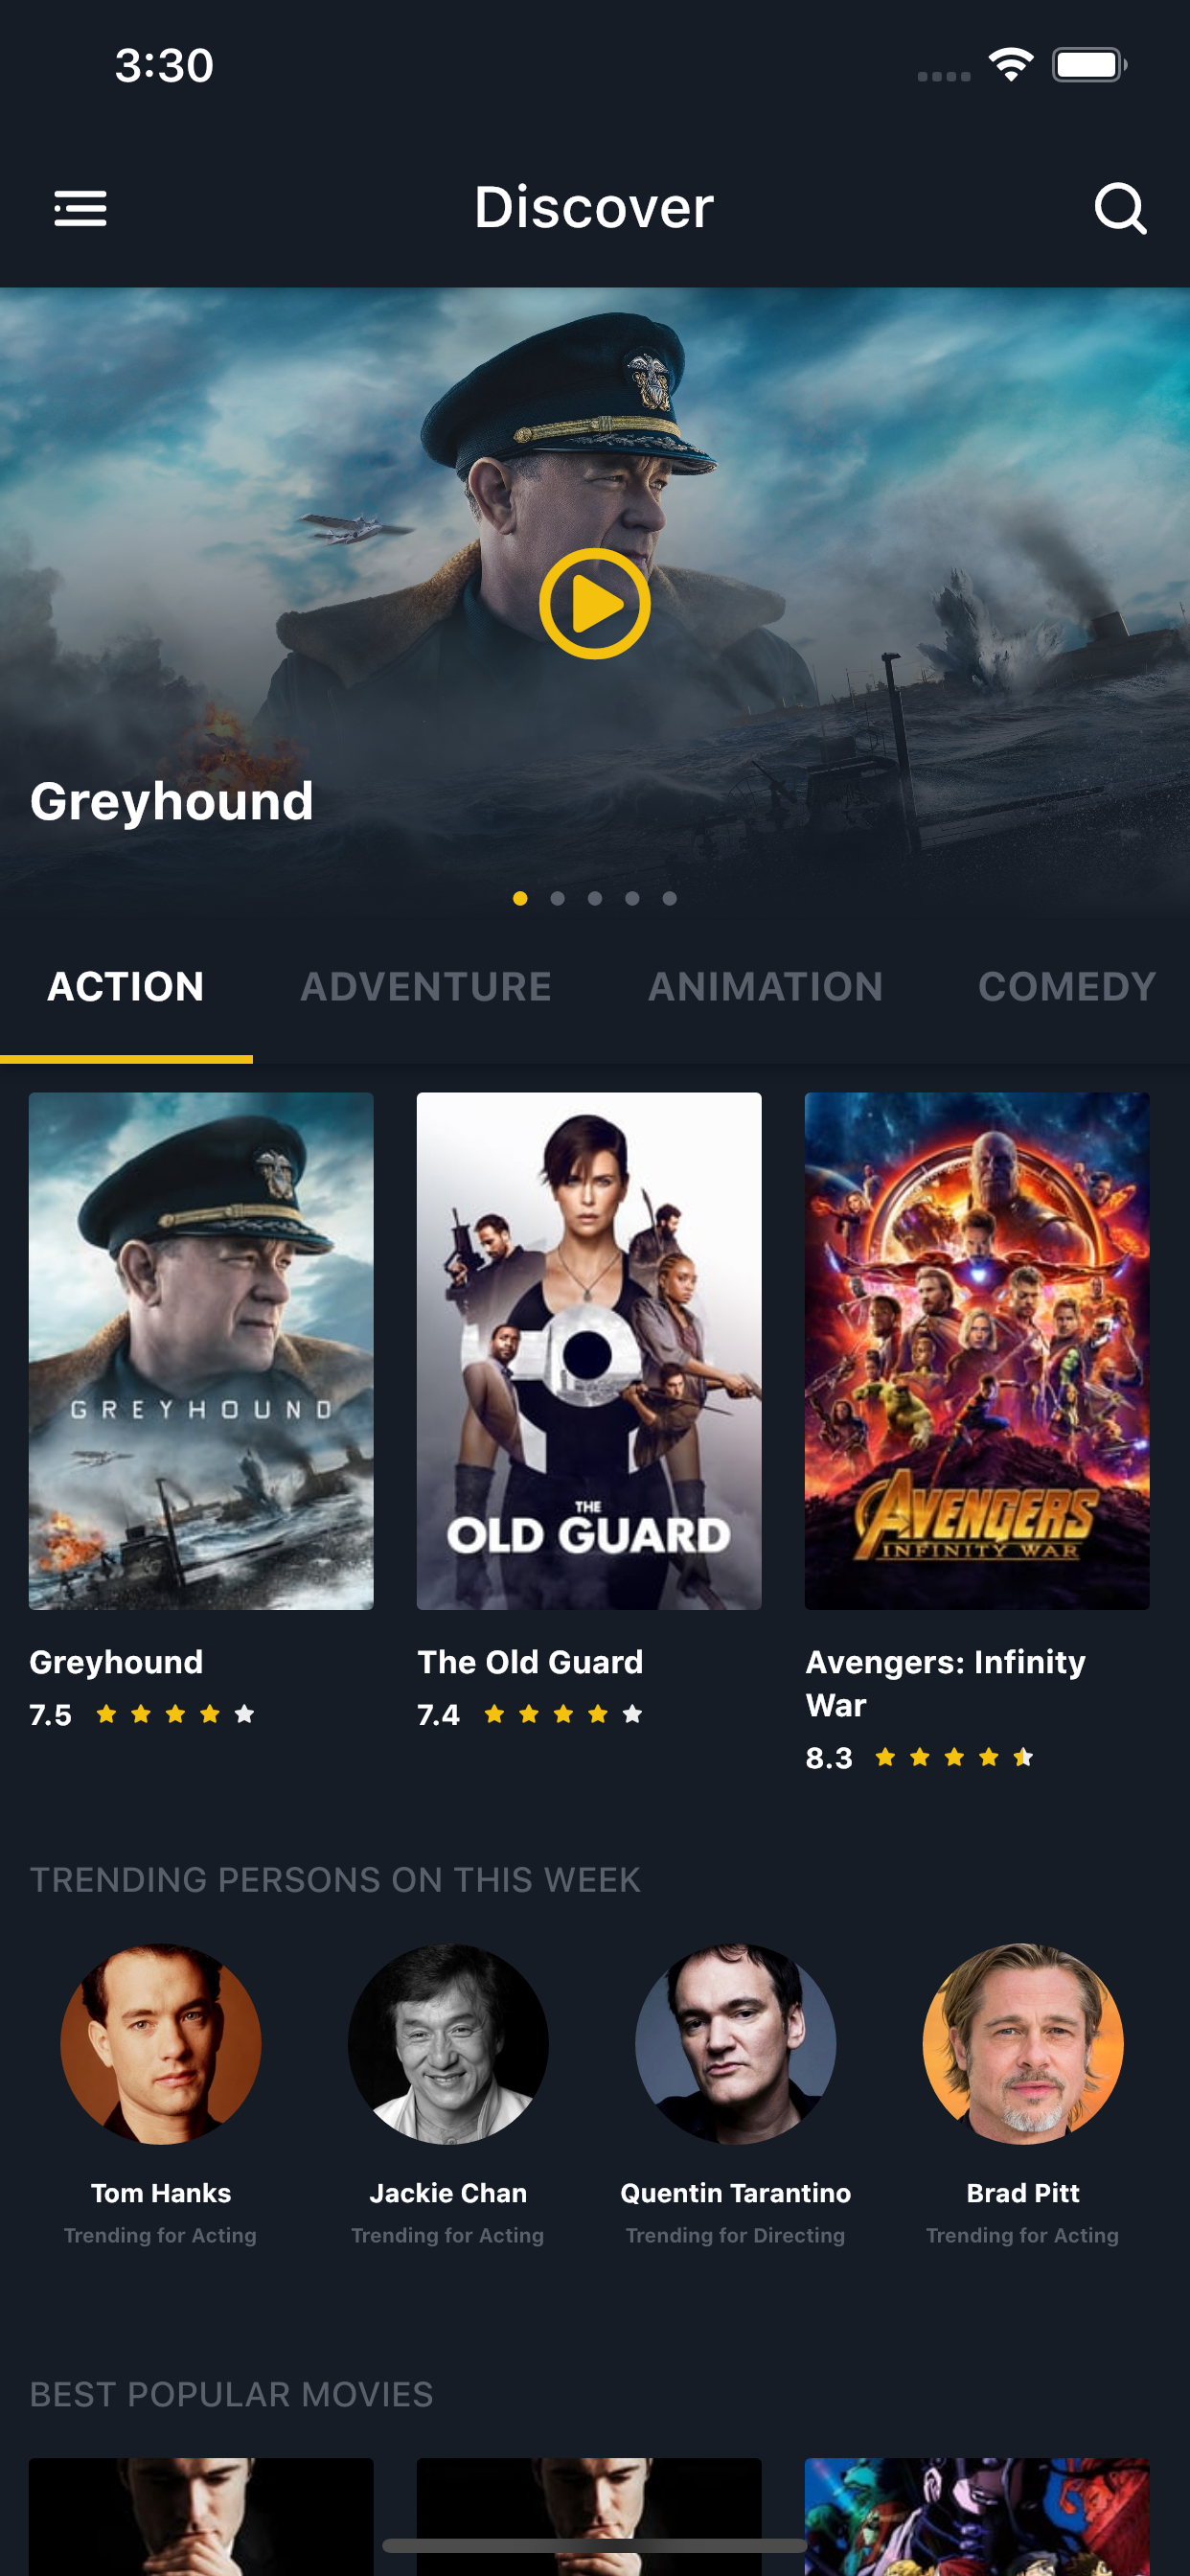 3:30
Discover
Greyhound
ACTION ADVENTURE ANIMATION COMEDY
GREYHOUND
THE
OLD GUARD
AVENGERS
INFINITY WAR
Greyhound
7.5
The Old Guard
7.4
Avengers: Infinity
War
8.3
TRENDING PERSONS ON THIS WEEK
Tom Hanks
Trending for Acting
Jackie Chan
Trending for Acting
Quentin Tarantino
Trending for Directing
Brad Pitt
Trending for Acting
BEST POPULAR MOVIES